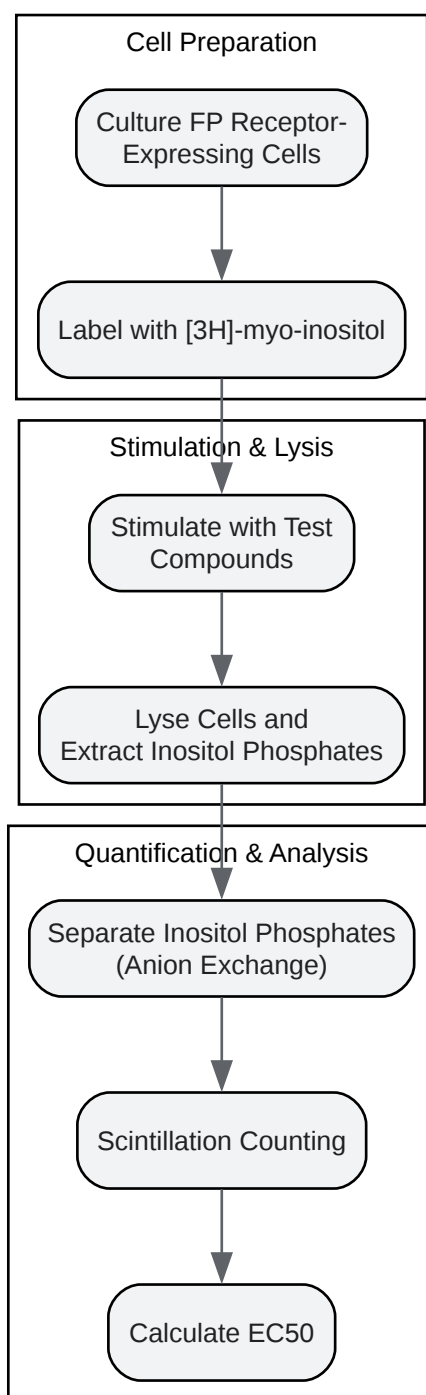 Cell Preparation
Culture FP Receptor-
Expressing Cells
Label with [3H]-myo-inositol
Stimulation & Lysis
Stimulate with Test
Compounds
Lyse Cells and
Extract Inositol Phosphates
Quantification & Analysis
Separate Inositol Phosphates
(Anion Exchange)
Scintillation Counting
Calculate EC50